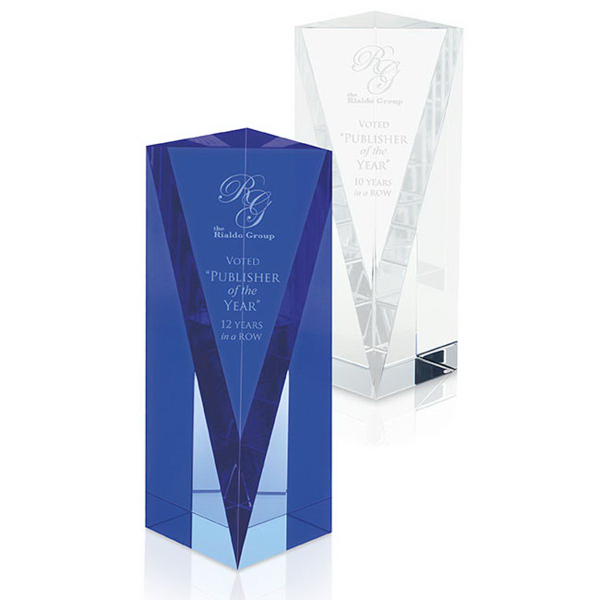 RG
the
Rialdo Group
VOTED
"PUBLISHER
of the
YEAR"
12 YEARS
in a ROW
RG
the
Rialdo Group
VOTED
"PUBLISHER
of the
YEAR"
10 YEARS
in a ROW